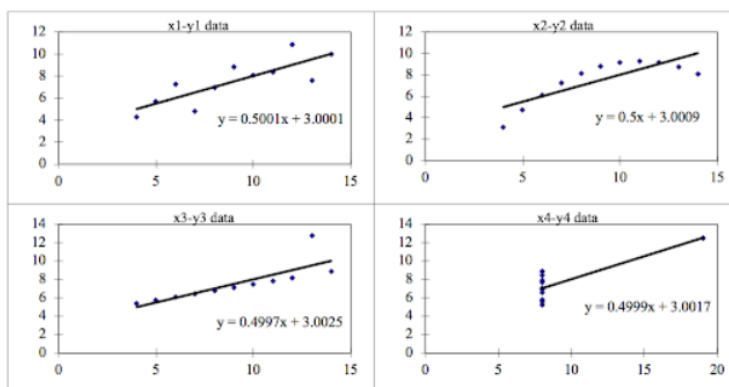 x1-y1 data
12
10
8
6
4
2
0
y = 0.5001x + 3.0001
0 5 10 15
x2-y2 data
12
10
8
6
4
2
0
y = 0.5x + 3.0009
0 5 10 15
x3-y3 data
14
12
10
8
6
4
2
0
y = 0.4997x + 3.0025
0 5 10 15
x4-y4 data
14
12
10
8
6
4
2
0
y = 0.4999x + 3.0017
0 5 10 15 20